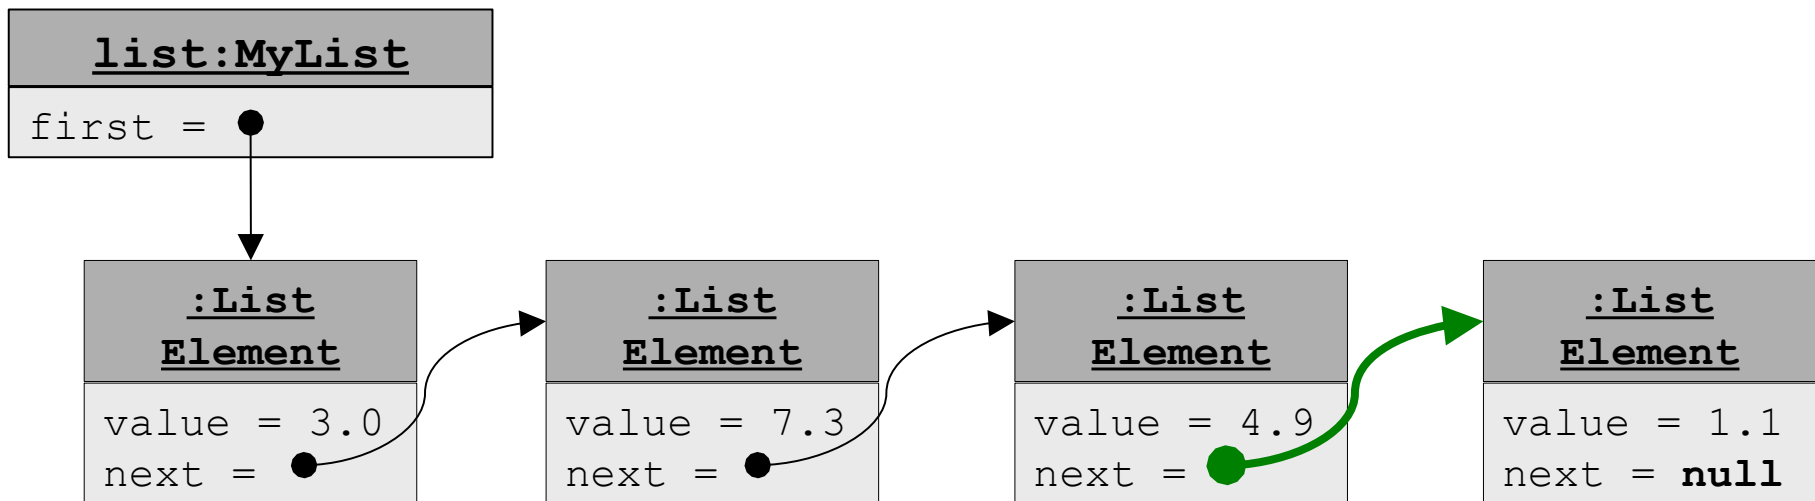 list:MyList
first =
:List
Element
value = 3.0
next =
:List
Element
value = 7.3
next =
:List
Element
value = 4.9
next =
:List
Element
value = 1.1
next = null